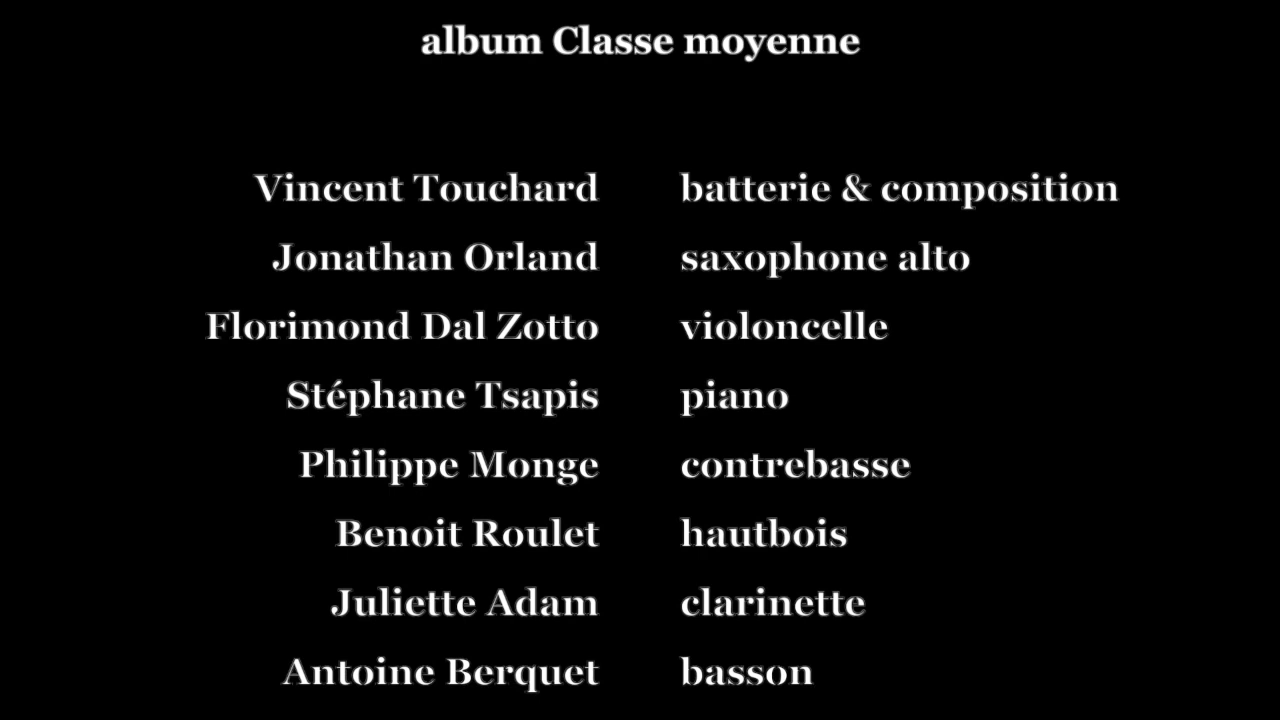 album Classe moyenne
Vincent Touchard batterie & composition
Jonathan Orland saxophone alto
Florimond Dal Zotto violoncelle
Stéphane Tsapis piano
Philippe Monge contrebasse
Benoit Roulet hautbois
Juliette Adam clarinette
Antoine Berquet basson